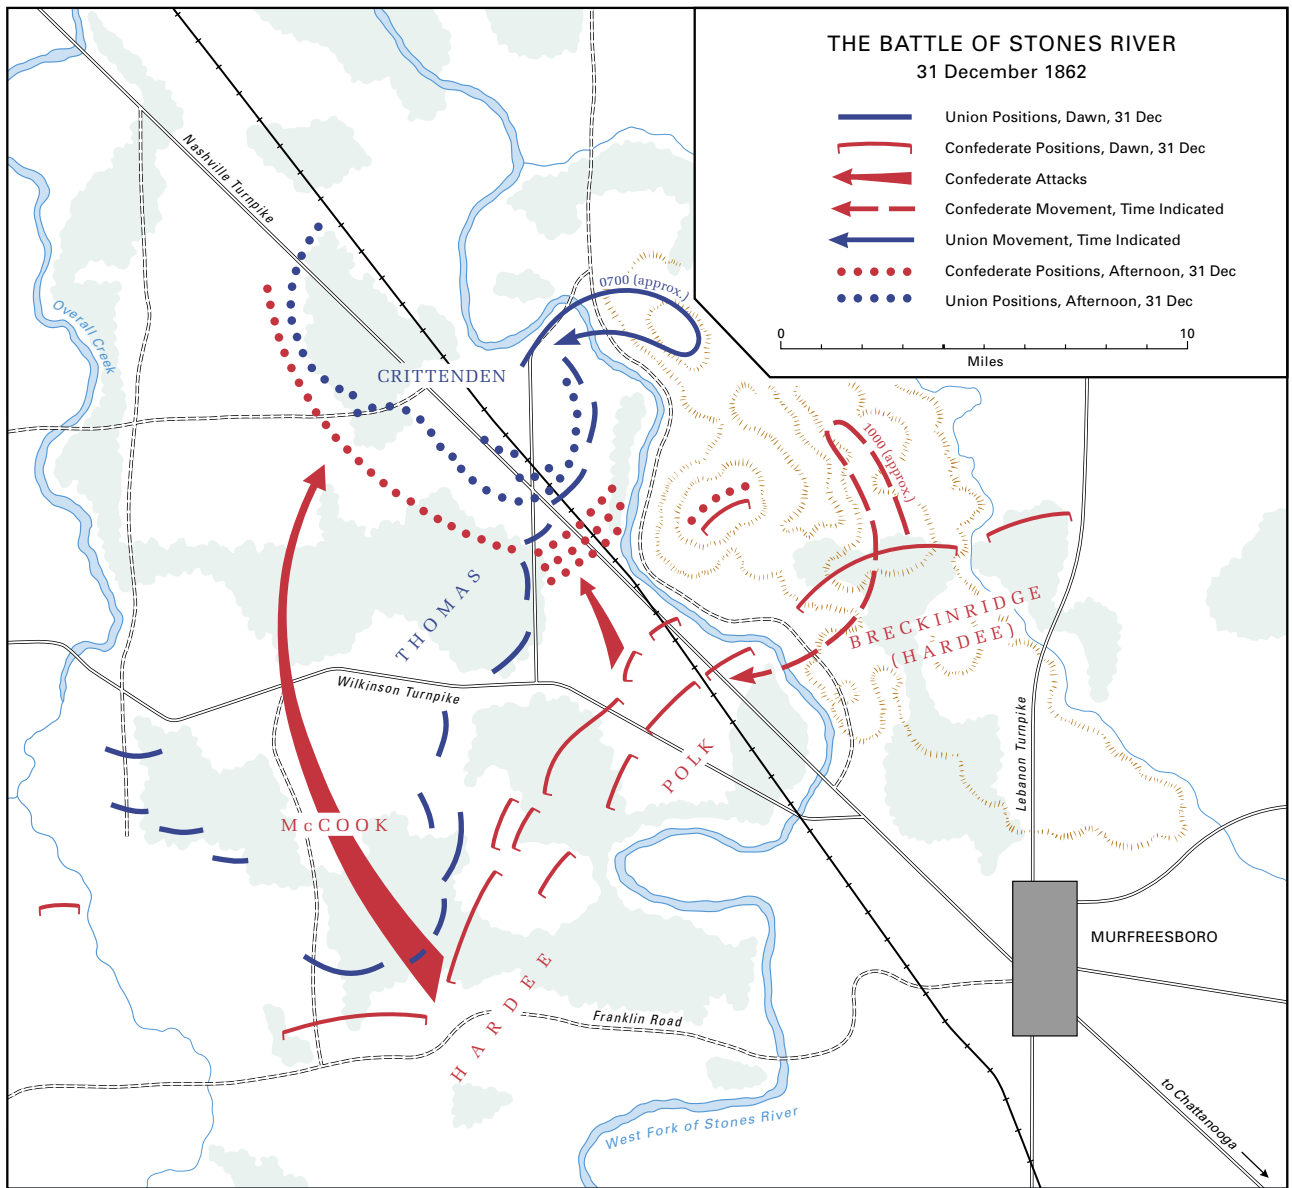 THE BATTLE OF STONES RIVER
31 December 1862
Union Positions, Dawn, 31 Dec
Confederate Positions, Dawn, 31 Dec
Confederate Attacks
Confederate Movement, Time Indicated
Union Movement, Time Indicated
Confederate Positions, Afternoon, 31 Dec
Union Positions, Afternoon, 31 Dec
0
10
Miles
Nashville Turnpike
Overall Creek
0700 (approx.)
CRITTENDEN
1000 (approx.)
THOMAS
BRECKINRIDGE
(HARDEE)
Wilkinson Turnpike
Lebanon Turnpike
POLK
McCOOK
MURFREESBORO
HARDEE
Franklin Road
West Fork of Stones River
to Chattanooga